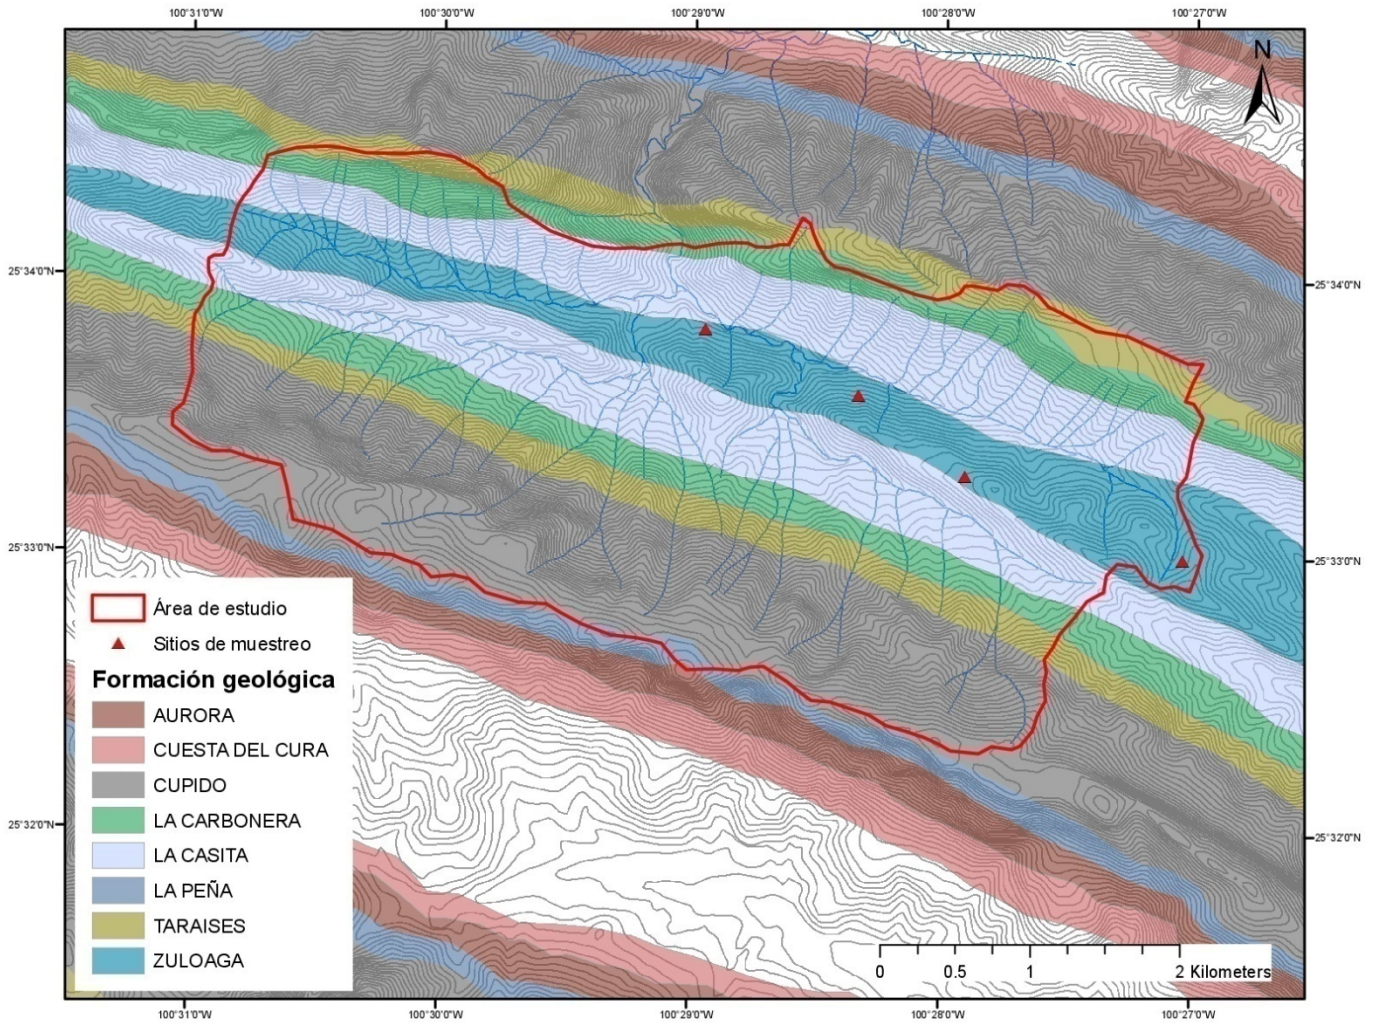 100°31'0"W 100°30'0"W 100°29'0"W 100°28'0"W 100°27'0"W
N
25°34'0"N 25°34'0"N
25°33'0"N 25°33'0"N
Área de estudio
Sitios de muestreo
Formación geológica
AURORA
CUESTA DEL CURA
CUPIDO
LA CARBONERA
LA CASITA
LA PEÑA
TARAISES
ZULOAGA
25°32'0"N 25°32'0"N
0 0.5 1 2 Kilometers
100°31'0"W 100°30'0"W 100°29'0"W 100°28'0"W 100°27'0"W